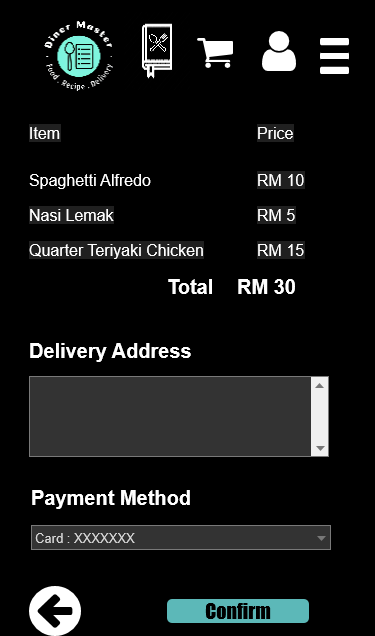 Diner Master
Food . Recipe . Delivery
Item Price
Spaghetti Alfredo RM 10
Nasi Lemak RM 5
Quarter Teriyaki Chicken RM 15
Total RM 30
Delivery Address
Payment Method
Card : XXXXXXX
Confirm